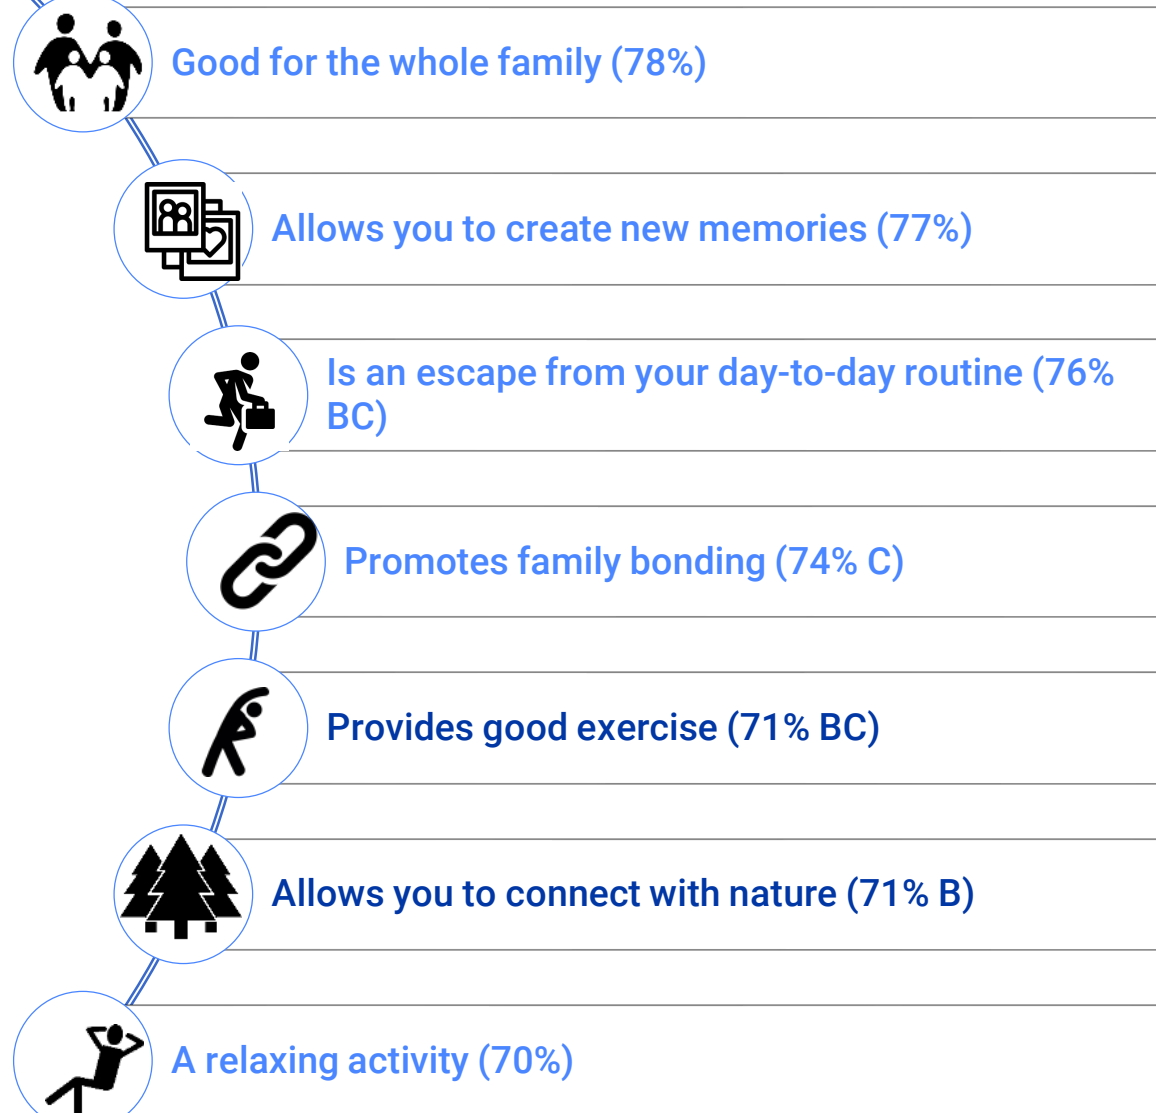 Good for the whole family (78%)
Allows you to create new memories (77%)
Is an escape from your day-to-day routine (76%
BC)
Promotes family bonding (74% C)
Provides good exercise (71% BC)
Allows you to connect with nature (71% B)
A relaxing activity (70%)